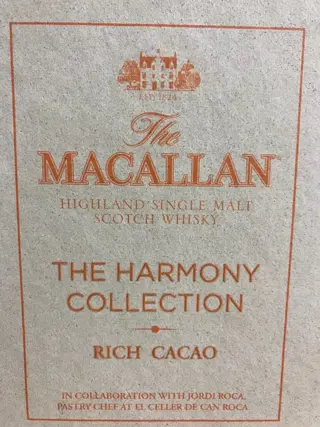 ESTD 1824
The
MACALLAN
HIGHLAND SINGLE MALT
SCOTCH WHISKY
THE HARMONY
COLLECTION
RICH CACAO
IN COLLABORATION WITH JORDI ROCA,
PASTRY CHEF AT EL CELLER DE CAN ROCA